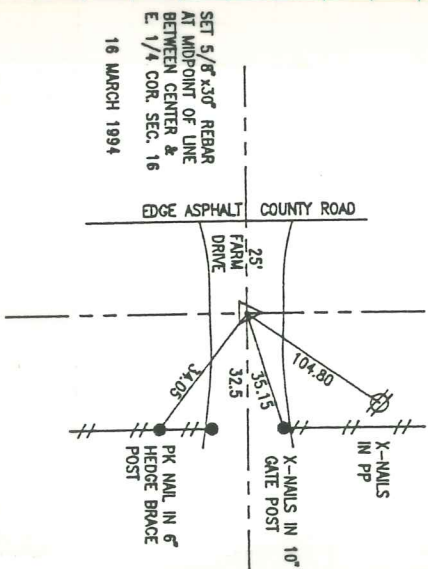 SET 5/8"x30" REBAR
AT MIDPOINT OF LINE
BETWEEN CENTER &
E. 1/4 COR. SEC. 16
16 MARCH 1994
EDGE ASPHALT COUNTY ROAD
25'
FARM
DRIVE
34.05
32.5
35.15
104.80
X-NAILS
IN PP
X-NAILS IN 10"
GATE POST
PK NAIL IN 6"
HEDGE BRACE
POST